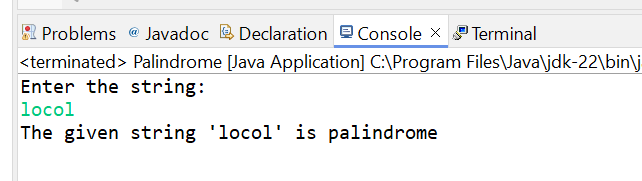 Problems @ Javadoc Declaration Console × Terminal
<terminated> Palindrome [Java Application] C:\Program Files\Java\jdk-22\bin\j
Enter the string:
locol
The given string 'locol' is palindrome